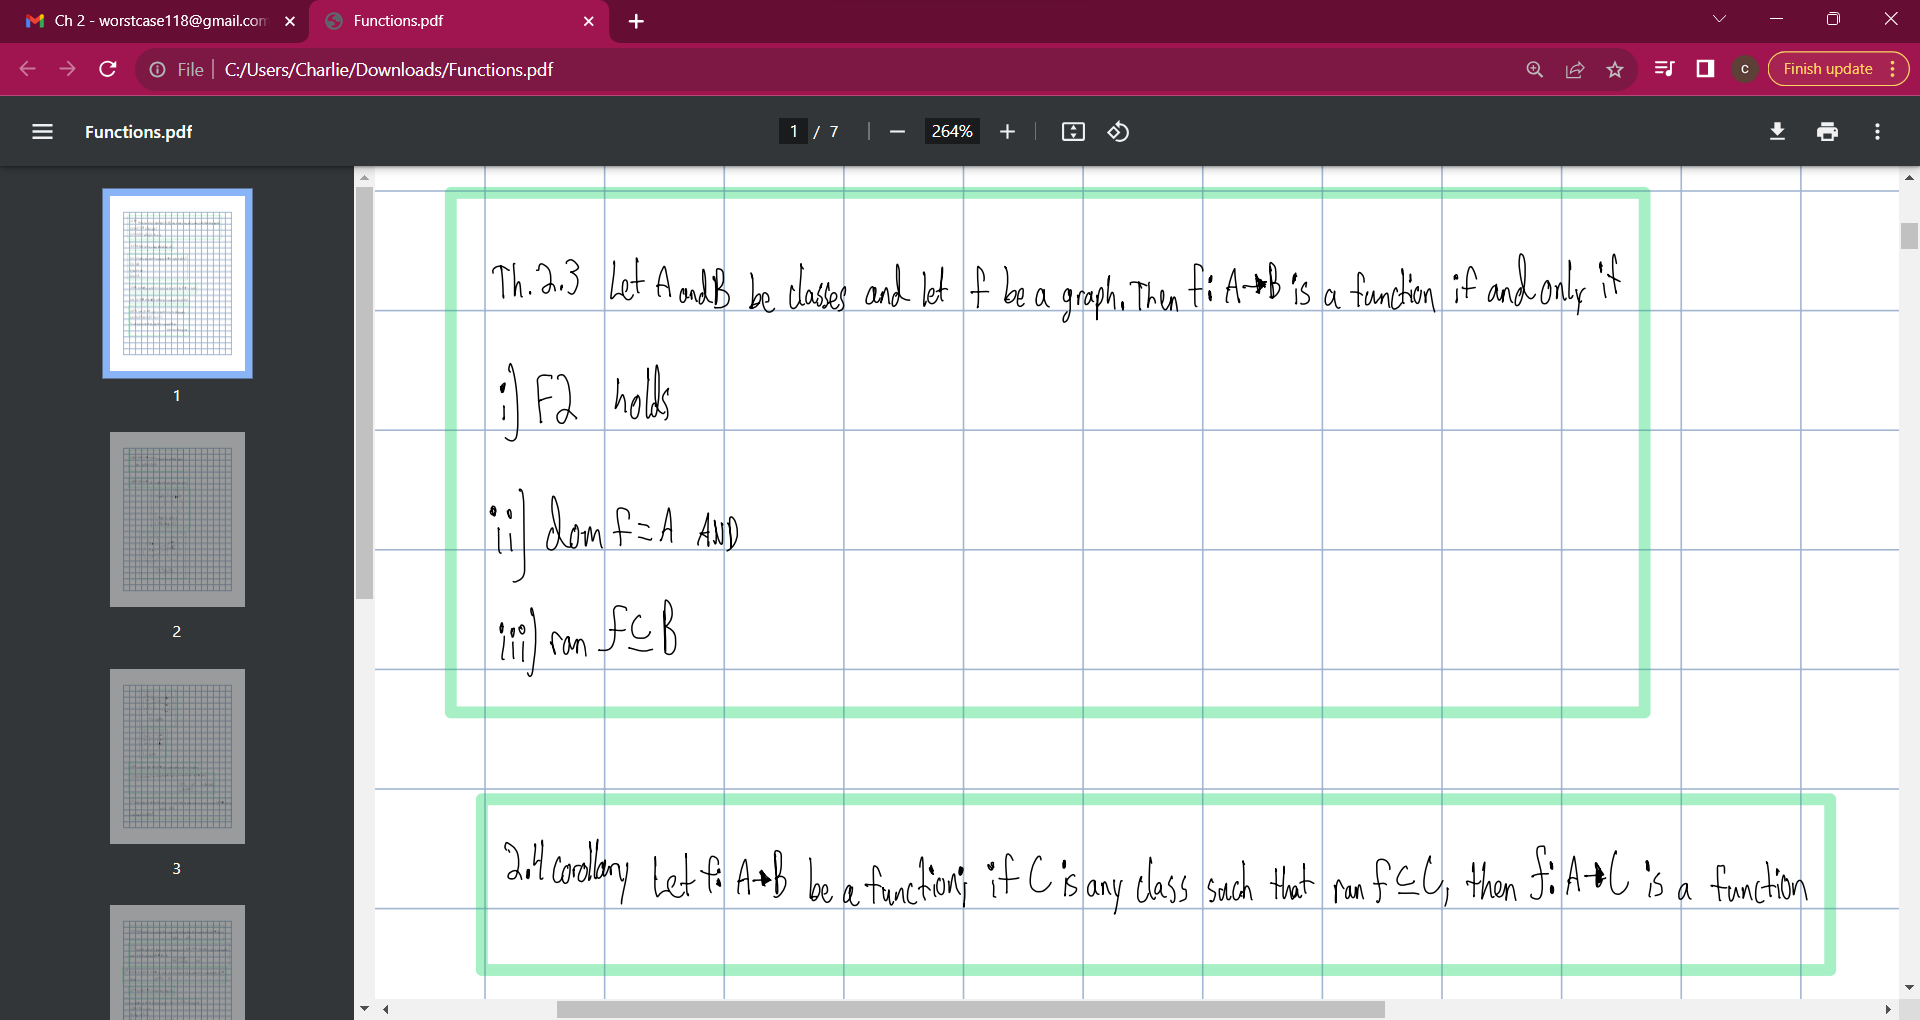 Ch 2 - worstcase118@gmail.com
Functions.pdf
File
C:/Users/Charlie/Downloads/Functions.pdf
c
Finish update
Functions.pdf
1 / 7
264%
1
2
3
Th.2.3 Let A and B be classes and let f be a graph. Then f: A→B is a function if and only if
i) F2 holds
ii) dom f = A AND
iii) ran f ⊆ B
2.4 corollary Let f: A→B be a function; if C is any class such that ran f ⊆ C, then f: A→C is a function